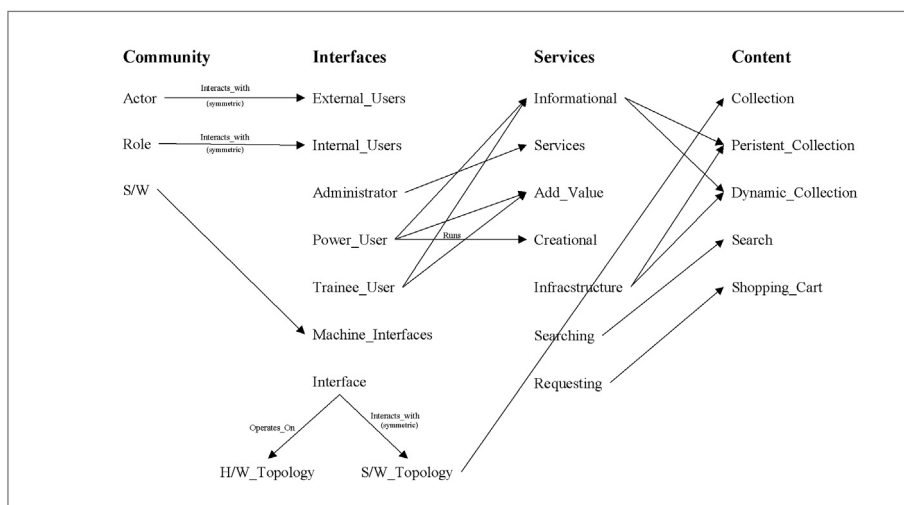 Community Interfaces Services Content
Actor Interacts_with (symmetric) External_Users Informational Collection
Role Interacts_with (symmetric) Internal_Users Services Peristent_Collection
S/W Administrator Add_Value Dynamic_Collection
Power_User Runs Creational Search
Trainee_User Infracstructure Shopping_Cart
Machine_Interfaces Searching
Interface Requesting
Operates_On Interacts_with (symmetric)
H/W_Topology S/W_Topology